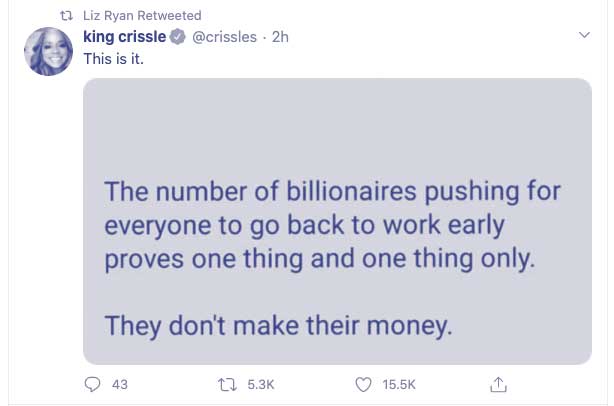 Liz Ryan Retweeted
king crissle @crissles · 2h
This is it.
The number of billionaires pushing for
everyone to go back to work early
proves one thing and one thing only.
They don't make their money.
43 5.3K 15.5K